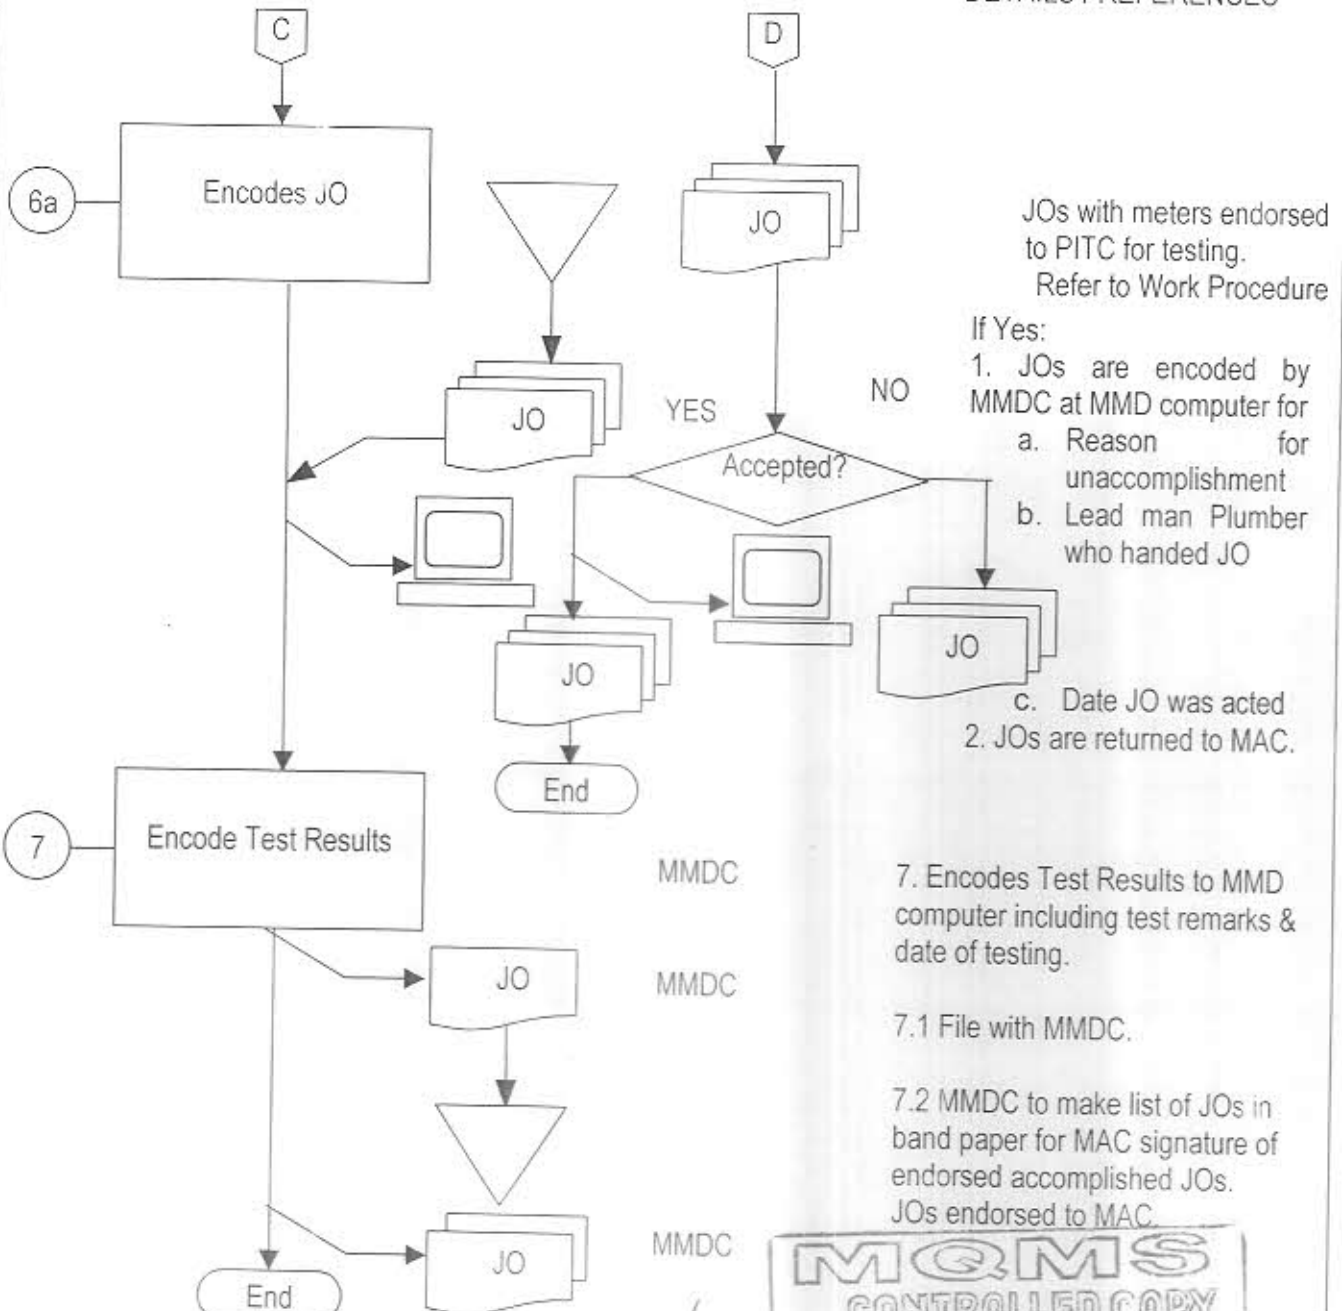 DETAILS / REFERENCES
C
D
6a
Encodes JO
JO
JOs with meters endorsed
to PITC for testing.
Refer to Work Procedure
If Yes:
1. JOs are encoded by
MMDC at MMD computer for
a. Reason for
unaccomplishment
b. Lead man Plumber
who handed JO
JO
YES
NO
Accepted?
JO
JO
c. Date JO was acted
2. JOs are returned to MAC.
End
7
Encode Test Results
MMDC
7. Encodes Test Results to MMD
computer including test remarks &
date of testing.
JO
MMDC
7.1 File with MMDC.
7.2 MMDC to make list of JOs in
band paper for MAC signature of
endorsed accomplished JOs.
JOs endorsed to MAC.
MMDC
JO
End
MQMS
CONTROLLED COPY